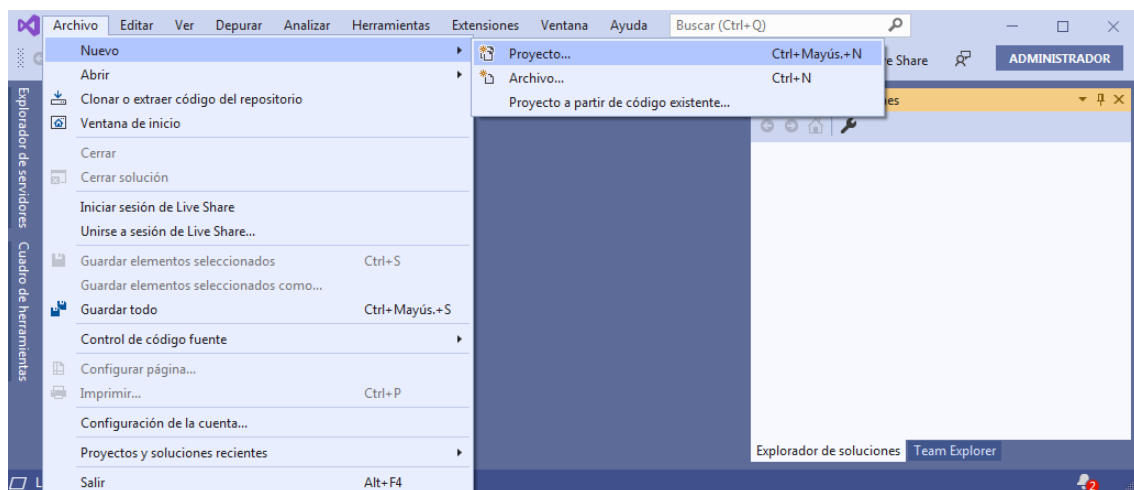 Archivo Editar Ver Depurar Analizar Herramientas Extensiones Ventana Ayuda Buscar (Ctrl+Q)
Nuevo
Proyecto... Ctrl+Mayús.+N
Share
ADMINISTRADOR
Abrir
Archivo... Ctrl+N
Clonar o extraer código del repositorio
Proyecto a partir de código existente...
Ventana de inicio
Cerrar
Cerrar solución
Iniciar sesión de Live Share
Unirse a sesión de Live Share...
Guardar elementos seleccionados Ctrl+S
Guardar elementos seleccionados como...
Guardar todo Ctrl+Mayús.+S
Control de código fuente
Configurar página...
Imprimir... Ctrl+P
Configuración de la cuenta...
Proyectos y soluciones recientes
Salir Alt+F4
Explorador de servidores
Cuadro de herramientas
Explorador de soluciones Team Explorer
2